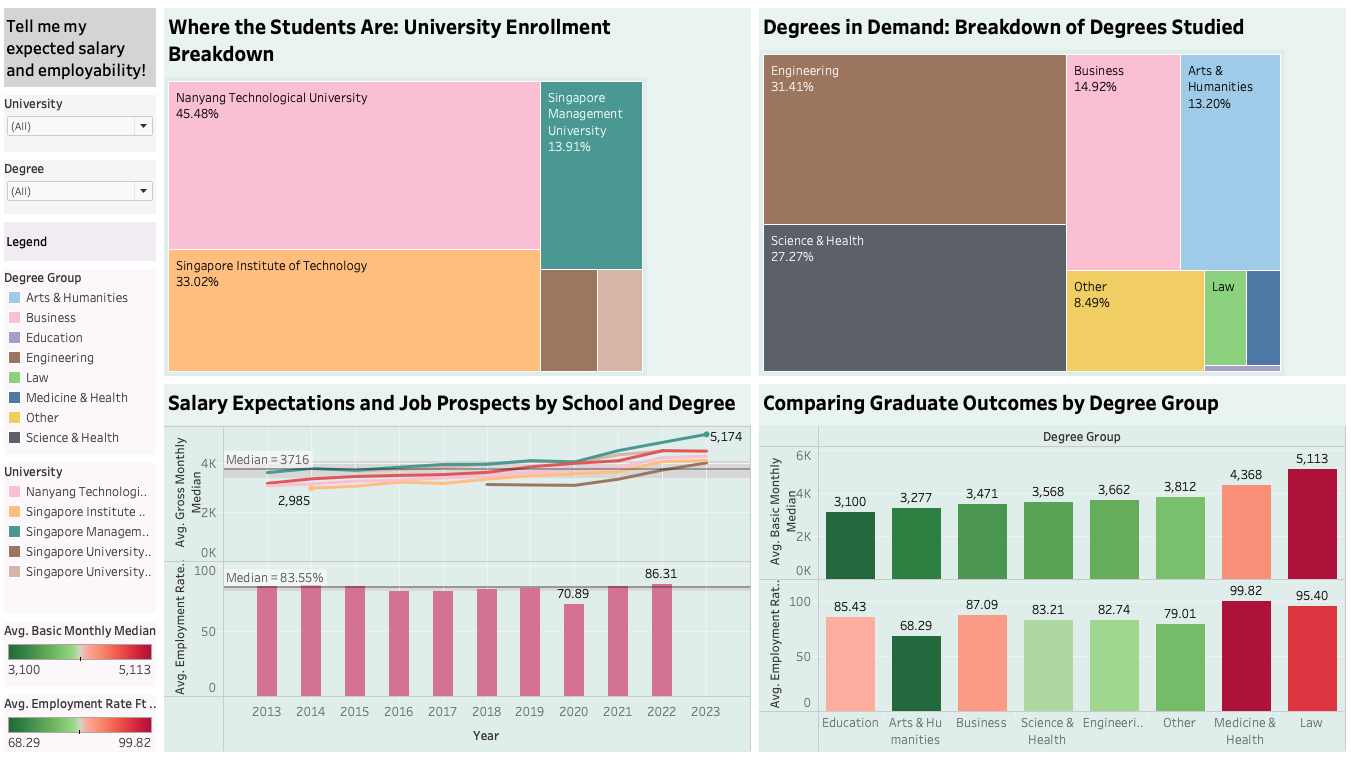 Tell me my
expected salary
and employability!
University
(All)
Degree
(All)
Legend
Degree Group
Arts & Humanities
Business
Education
Engineering
Law
Medicine & Health
Other
Science & Health
University
Nanyang Technologi..
Singapore Institute ..
Singapore Managem..
Singapore University..
Singapore University..
Avg. Basic Monthly Median
3,100 5,113
Avg. Employment Rate Ft ..
68.29 99.82
Where the Students Are: University Enrollment
Breakdown
Nanyang Technological University
45.48%
Singapore Institute of Technology
33.02%
Singapore
Management
University
13.91%
Degrees in Demand: Breakdown of Degrees Studied
Engineering
31.41%
Science & Health
27.27%
Business
14.92%
Arts &
Humanities
13.20%
Other
8.49%
Law
Salary Expectations and Job Prospects by School and Degree
Avg. Gross Monthly
Median
4K
2K
0K
Median = 3716
2,985
5,174
Avg. Employment Rate..
100
50
0
Median = 83.55%
70.89
86.31
2013 2014 2015 2016 2017 2018 2019 2020 2021 2022 2023
Year
Comparing Graduate Outcomes by Degree Group
Degree Group
Avg. Basic Monthly
Median
6K
4K
2K
0K
3,100 3,277 3,471 3,568 3,662 3,812 4,368 5,113
Avg. Employment Rat..
100
50
0
85.43 68.29 87.09 83.21 82.74 79.01 99.82 95.40
Education Arts & Hu Business Science & Engineeri.. Other Medicine & Law
manities Health Health